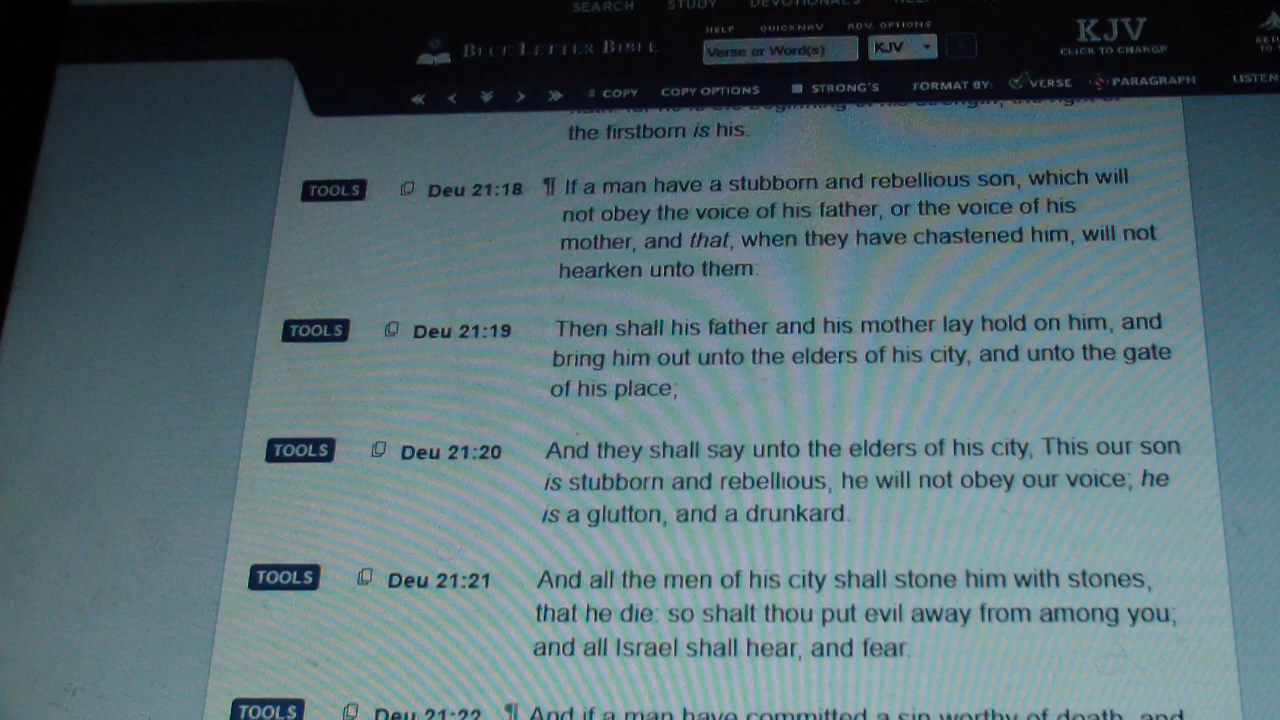 SEARCH STUDY DEVOTIONALS HELP
HELP QUICKNAV ADV. OPTIONS
BLUE LETTER BIBLE Verse or Word(s) KJV
KJV
CLICK TO CHANGE
COPY COPY OPTIONS STRONG'S FORMAT BY: VERSE PARAGRAPH LISTEN
the firstborn is his.
TOOLS Deu 21:18 ¶ If a man have a stubborn and rebellious son, which will
not obey the voice of his father, or the voice of his
mother, and that, when they have chastened him, will not
hearken unto them:
TOOLS Deu 21:19 Then shall his father and his mother lay hold on him, and
bring him out unto the elders of his city, and unto the gate
of his place;
TOOLS Deu 21:20 And they shall say unto the elders of his city, This our son
is stubborn and rebellious, he will not obey our voice; he
is a glutton, and a drunkard.
TOOLS Deu 21:21 And all the men of his city shall stone him with stones,
that he die: so shalt thou put evil away from among you;
and all Israel shall hear, and fear.
TOOLS Deu 21:22 ¶ And if a man have committed a sin worthy of death, and